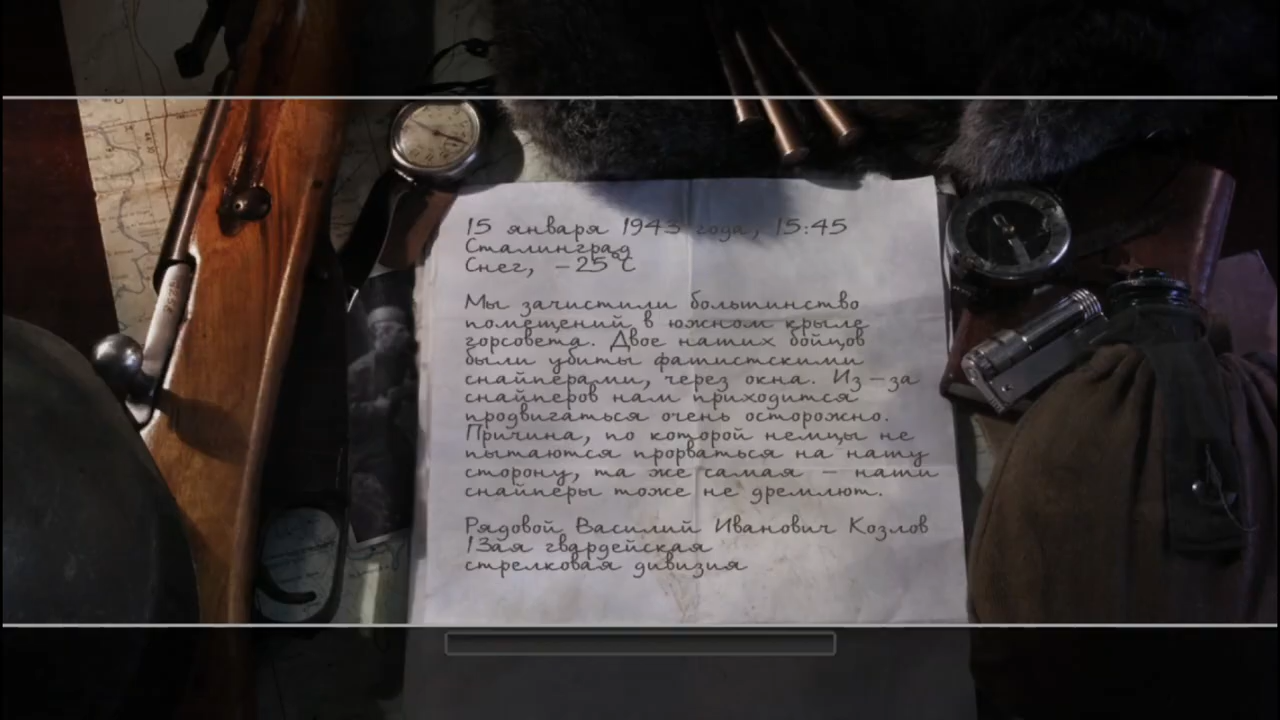 15 января 1943 года, 15:45
Сталинград
Снег, -25°C
Мы зачистили большинство
помещений в южном крыле
горсовета. Двое наших бойцов
были убиты фашистскими
снайперами, через окна. Из-за
снайперов нам приходится
продвигаться очень осторожно.
Причина, по которой немцы не
пытаются прорваться на нашу
сторону, та же самая - наши
снайперы тоже не дремлют.
Рядовой Василий Иванович Козлов
13ая гвардейская
стрелковая дивизия